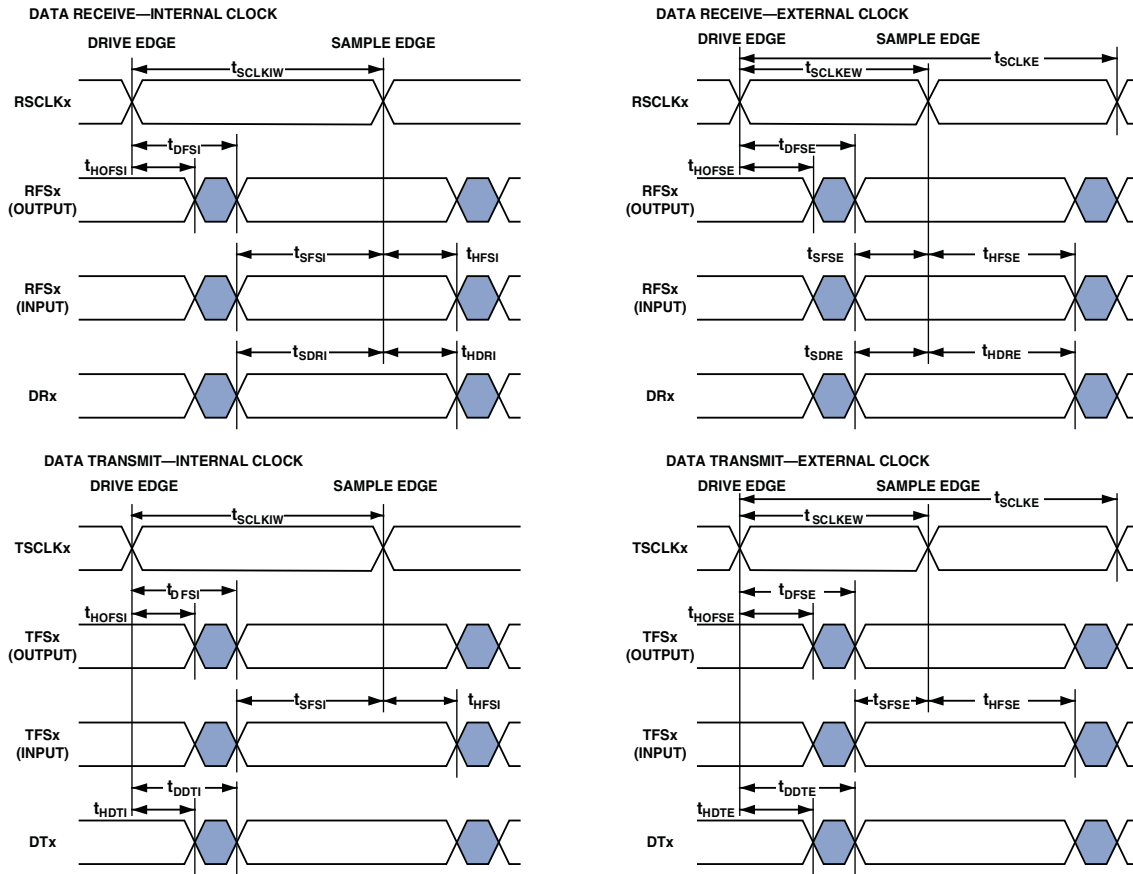 DATA RECEIVE—INTERNAL CLOCK
DRIVE EDGE
SAMPLE EDGE
tSCLKIW
RSCLKx
tDFSI
tHOFSI
RFSx
(OUTPUT)
tSFSI
tHFSI
RFSx
(INPUT)
tSDRI
tHDRI
DRx
DATA RECEIVE—EXTERNAL CLOCK
DRIVE EDGE
SAMPLE EDGE
tSCLKE
tSCLKEW
RSCLKx
tDFSE
tHOFSE
RFSx
(OUTPUT)
tSFSE
tHFSE
RFSx
(INPUT)
tSDRE
tHDRE
DRx
DATA TRANSMIT—INTERNAL CLOCK
DRIVE EDGE
SAMPLE EDGE
tSCLKIW
TSCLKx
tDFSI
tHOFSI
TFSx
(OUTPUT)
tSFSI
tHFSI
TFSx
(INPUT)
tDDTI
tHDTI
DTx
DATA TRANSMIT—EXTERNAL CLOCK
DRIVE EDGE
SAMPLE EDGE
tSCLKE
tSCLKEW
TSCLKx
tDFSE
tHOFSE
TFSx
(OUTPUT)
tSFSE
tHFSE
TFSx
(INPUT)
tDDTE
tHDTE
DTx